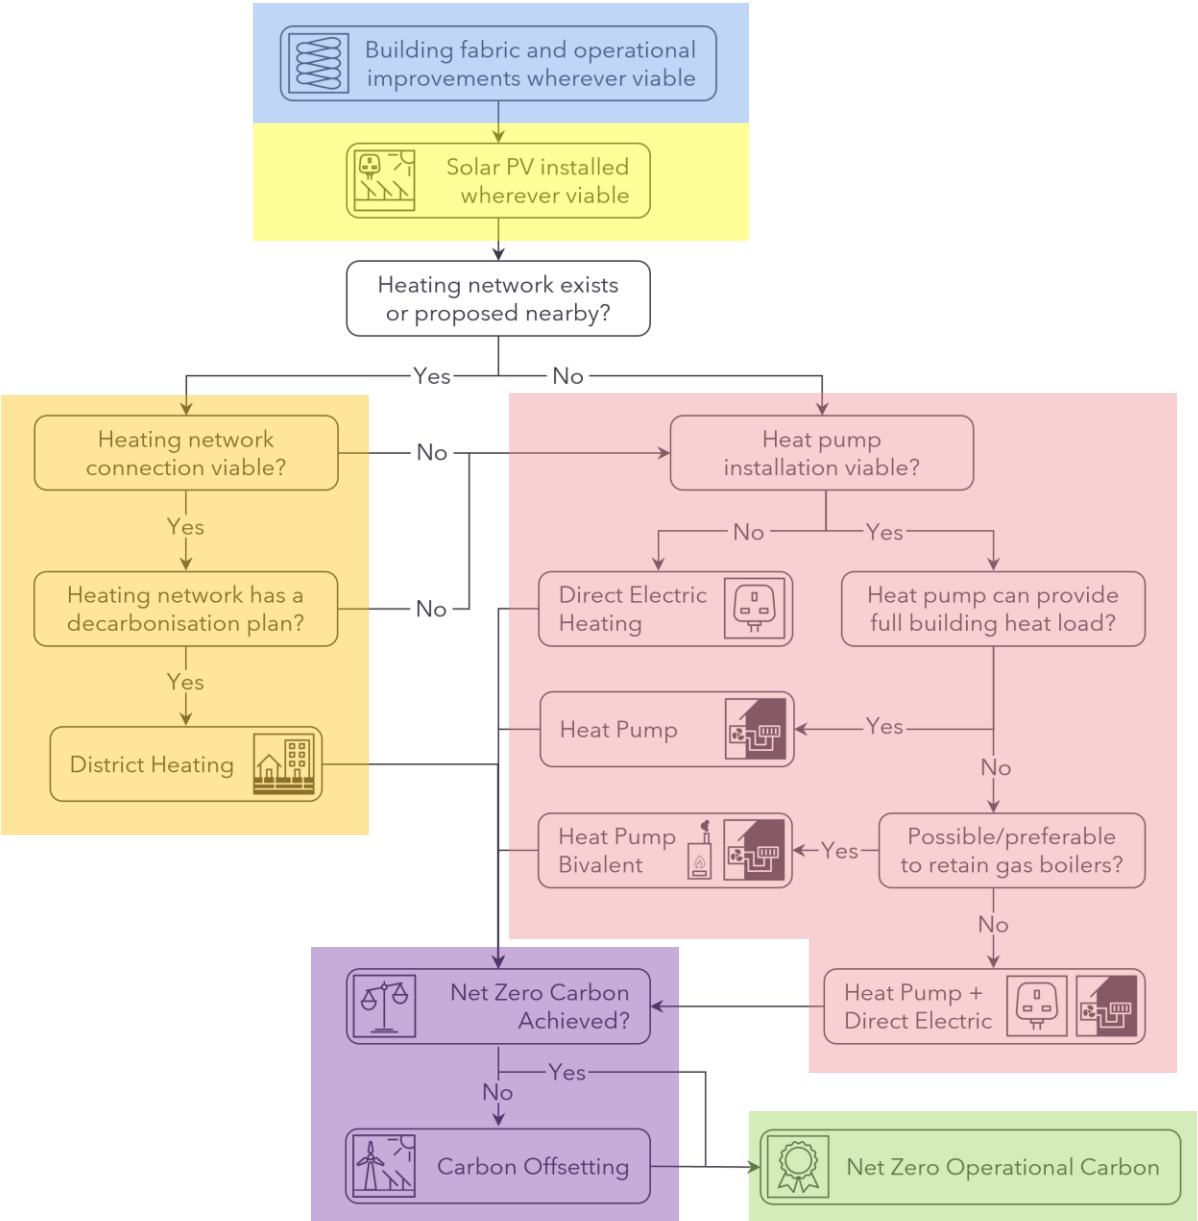 Building fabric and operational
improvements wherever viable
Solar PV installed
wherever viable
Heating network exists
or proposed nearby?
Yes
No
Heating network
connection viable?
No
Heat pump
installation viable?
Yes
No
Yes
Heating network has a
decarbonisation plan?
No
Direct Electric
Heating
Heat pump can provide
full building heat load?
Yes
Heat Pump
Yes
District Heating
No
Heat Pump
Bivalent
Yes
Possible/preferable
to retain gas boilers?
No
Net Zero Carbon
Achieved?
Heat Pump +
Direct Electric
Yes
No
Carbon Offsetting
Net Zero Operational Carbon